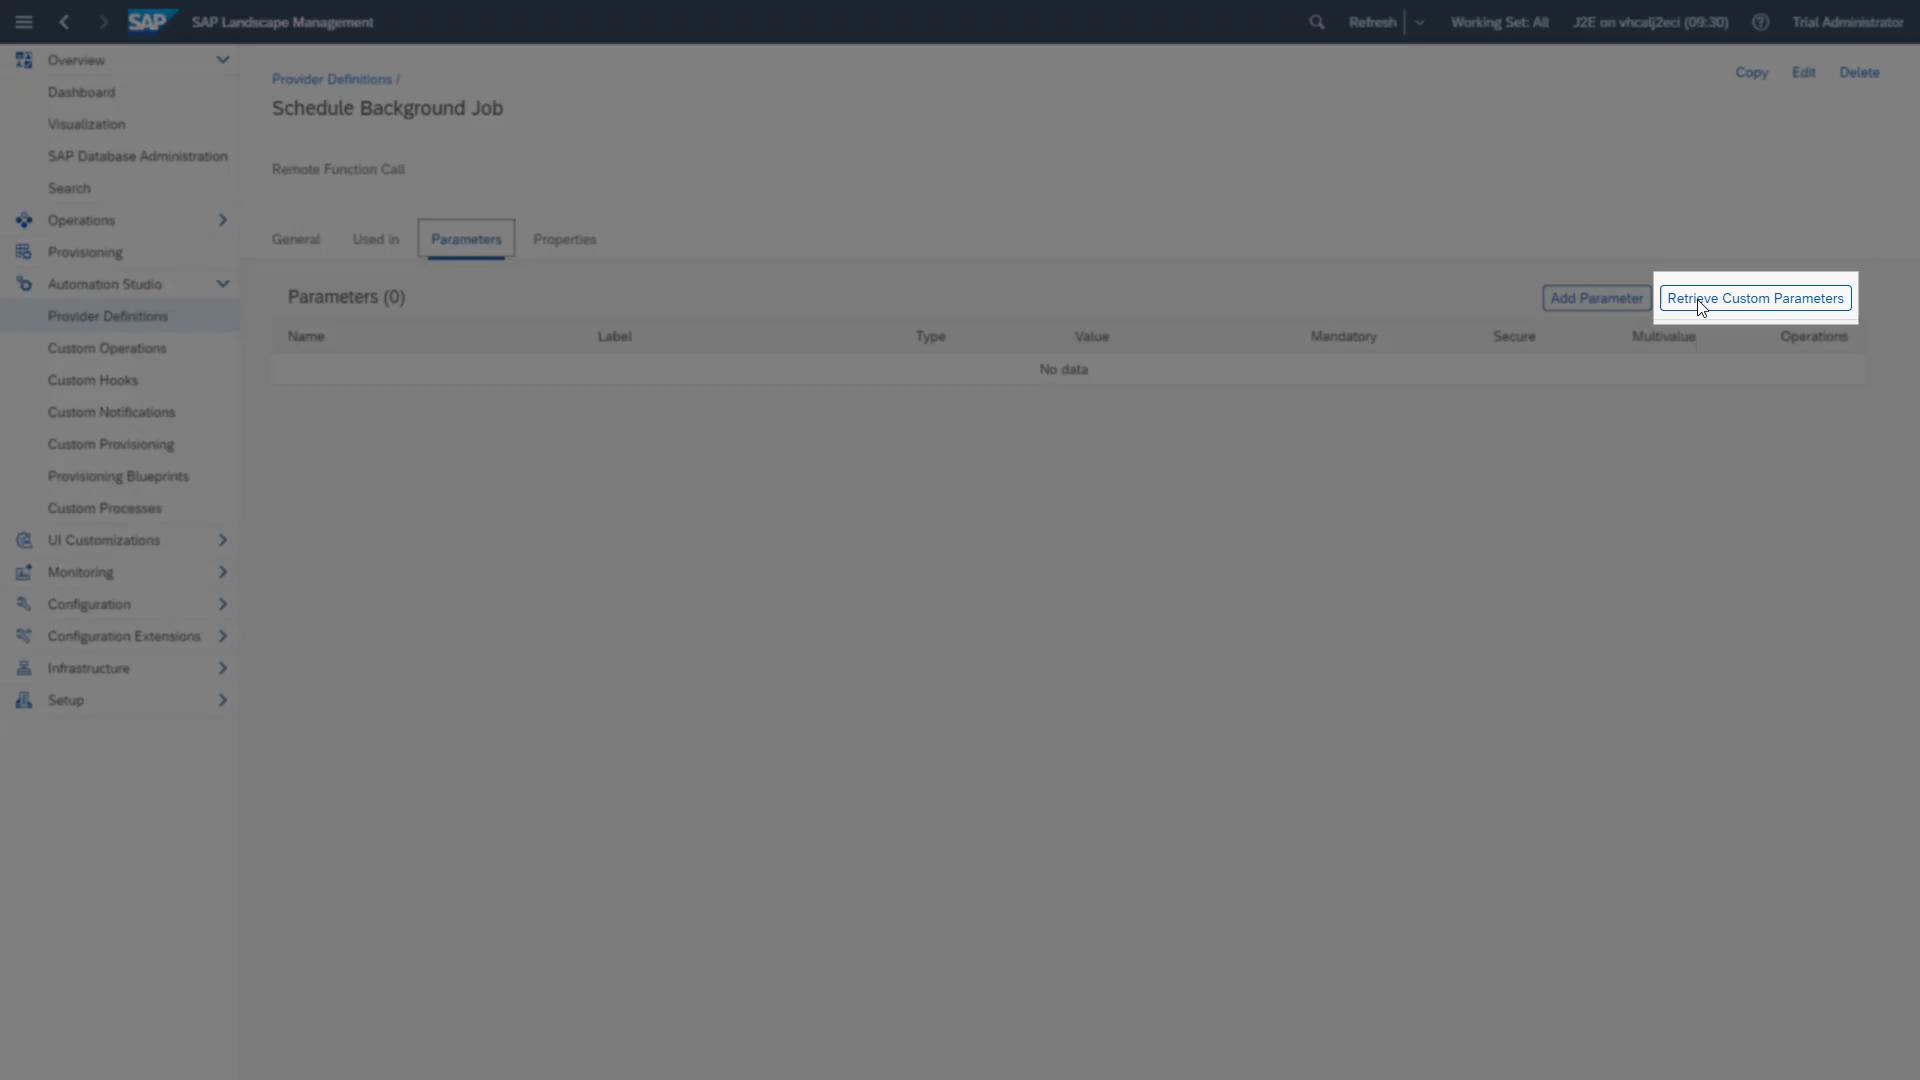 SAP SAP Landscape Management Refresh Working Set: All J2E on vhcalj2eci (09:30) Trial Administrator
Overview
Dashboard
Visualization
SAP Database Administration
Search
Operations
Provisioning
Automation Studio
Provider Definitions
Custom Operations
Custom Hooks
Custom Notifications
Custom Provisioning
Provisioning Blueprints
Custom Processes
UI Customizations
Monitoring
Configuration
Configuration Extensions
Infrastructure
Setup
Provider Definitions /
Copy Edit Delete
Schedule Background Job
Remote Function Call
General Used in Parameters Properties
Parameters (0) Add Parameter Retrieve Custom Parameters
Name Label Type Value Mandatory Secure Multivalue Operations
No data